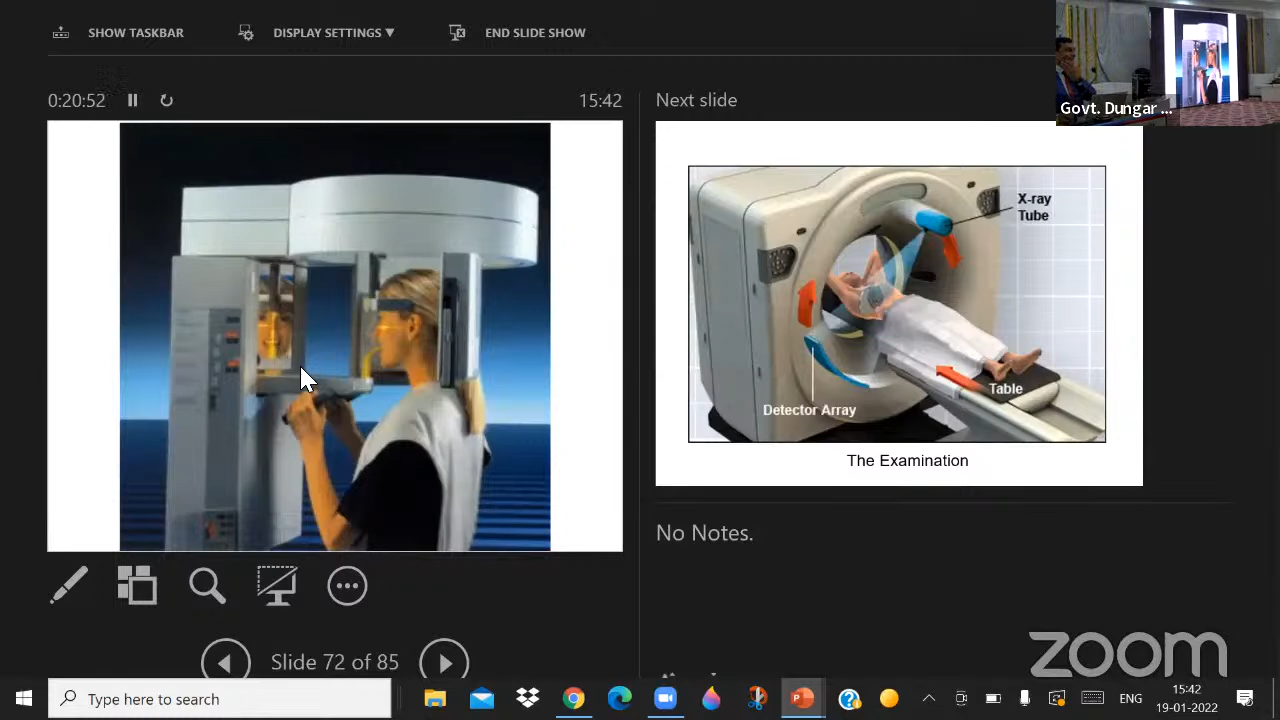 SHOW TASKBAR DISPLAY SETTINGS ▼ END SLIDE SHOW
0:20:52 15:42 Next slide
Govt. Dungar ...
X-ray
Tube
Table
Detector Array
The Examination
No Notes.
Slide 72 of 85
zoom
Type here to search
ENG
15:42
19-01-2022